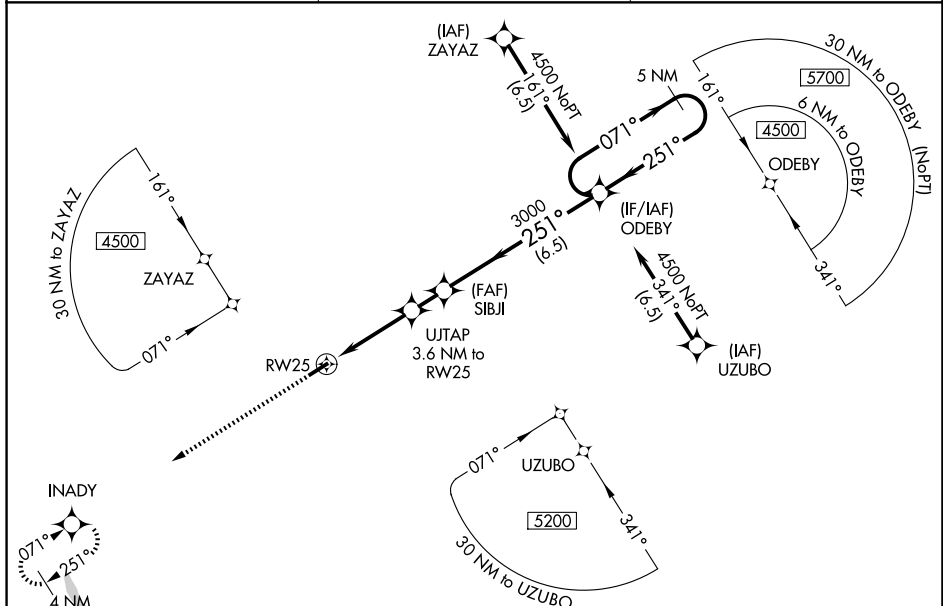 (IAF)
ZAYAZ
4500 NoPT
161°
(6.5)
5 NM
071°
251°
(IF/IAF)
ODEBY
30 NM to ODEBY (NoPT)
5700
161°
6 NM to ODEBY
4500
ODEBY
341°
30 NM to ZAYAZ
4500
161°
ZAYAZ
071°
3000
251°
(6.5)
(FAF)
SIBJI
UJTAP
3.6 NM to
RW25
RW25
4500 NoPT
341°
(6.5)
(IAF)
UZUBO
INADY
071°
251°
4 NM
071°
UZUBO
5200
341°
30 NM to UZUBO